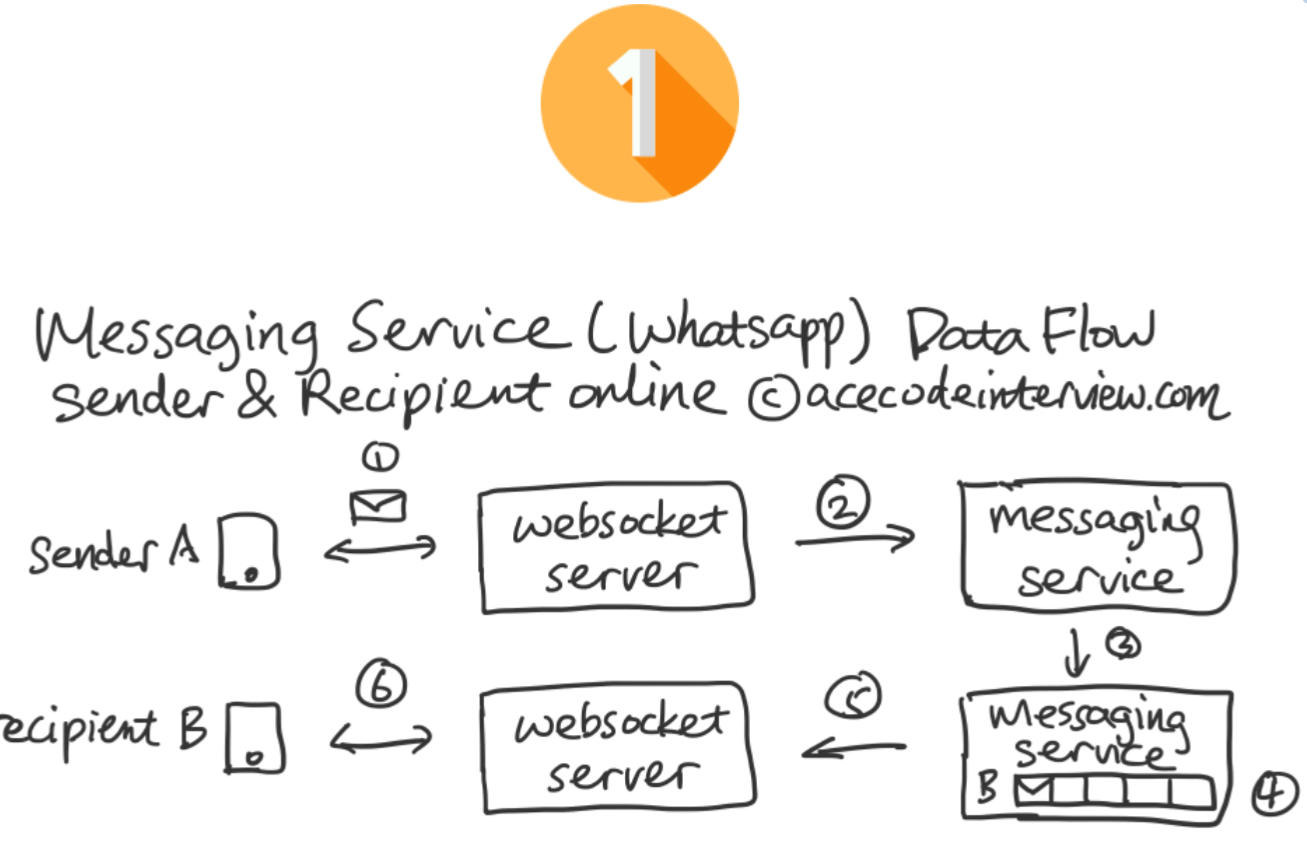 1
Messaging Service (Whatsapp) Data Flow
Sender & Recipient online ©acecodeinterview.com
①
Sender A
websocket
server
②
messaging
service
③
recipient B
⑥
websocket
server
⑤
Messaging
service
B
④